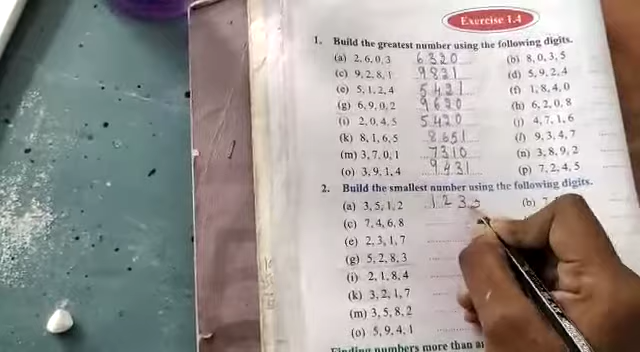 Exercise 1.4
1. Build the greatest number using the following digits.
(a) 2, 6, 0, 3 6320 (b) 8, 0, 3, 5
(c) 9, 2, 8, 1 9821 (d) 5, 9, 2, 4
(e) 5, 1, 2, 4 5421 (f) 1, 8, 4, 0
(g) 6, 9, 0, 2 9620 (h) 6, 2, 0, 8
(i) 2, 0, 4, 5 5420 (j) 4, 7, 1, 6
(k) 8, 1, 6, 5 8651 (l) 9, 3, 4, 7
(m) 3, 7, 0, 1 7310 (n) 3, 8, 9, 2
(o) 3, 9, 1, 4 9431 (p) 7, 2, 4, 5
2. Build the smallest number using the following digits.
(a) 3, 5, 1, 2 1235 (b) 7,
(c) 7, 4, 6, 8
(e) 2, 3, 1, 7
(g) 5, 2, 8, 3
(i) 2, 1, 8, 4
(k) 3, 2, 1, 7
(m) 3, 5, 8, 2
(o) 5, 9, 4, 1
Finding numbers more than a